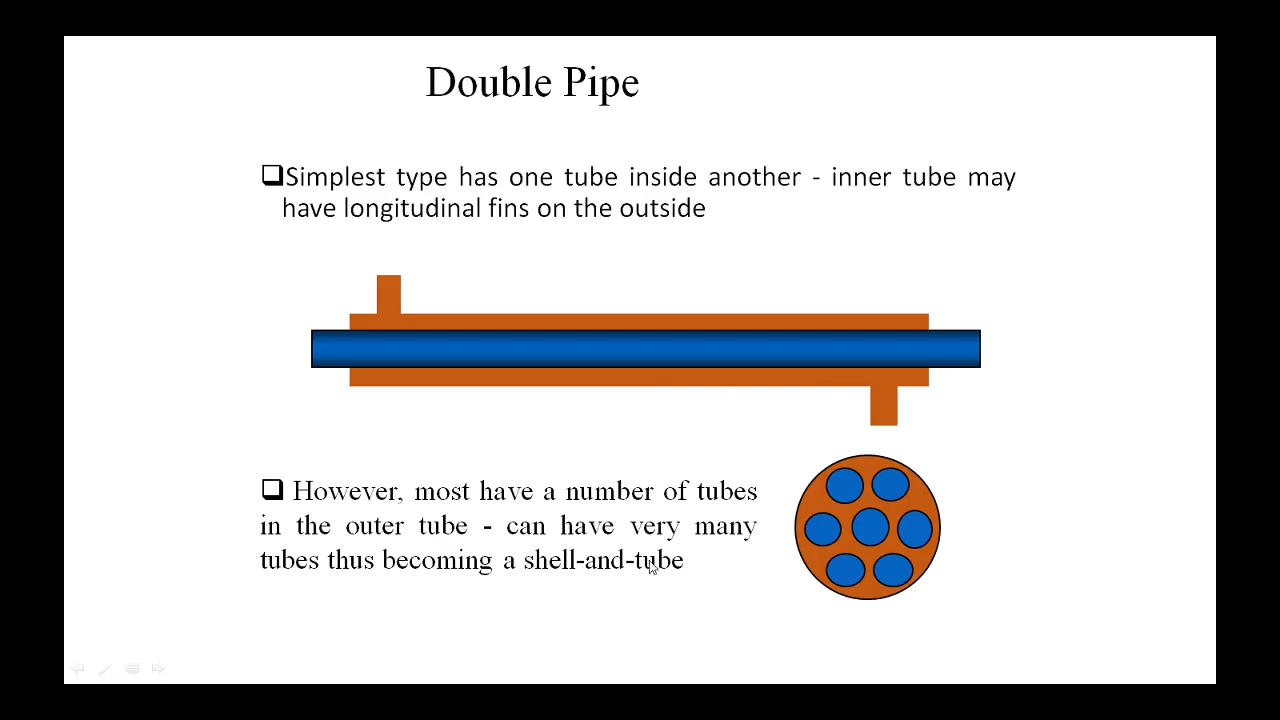 Double Pipe
Simplest type has one tube inside another - inner tube may
have longitudinal fins on the outside
However, most have a number of tubes
in the outer tube - can have very many
tubes thus becoming a shell-and-tube